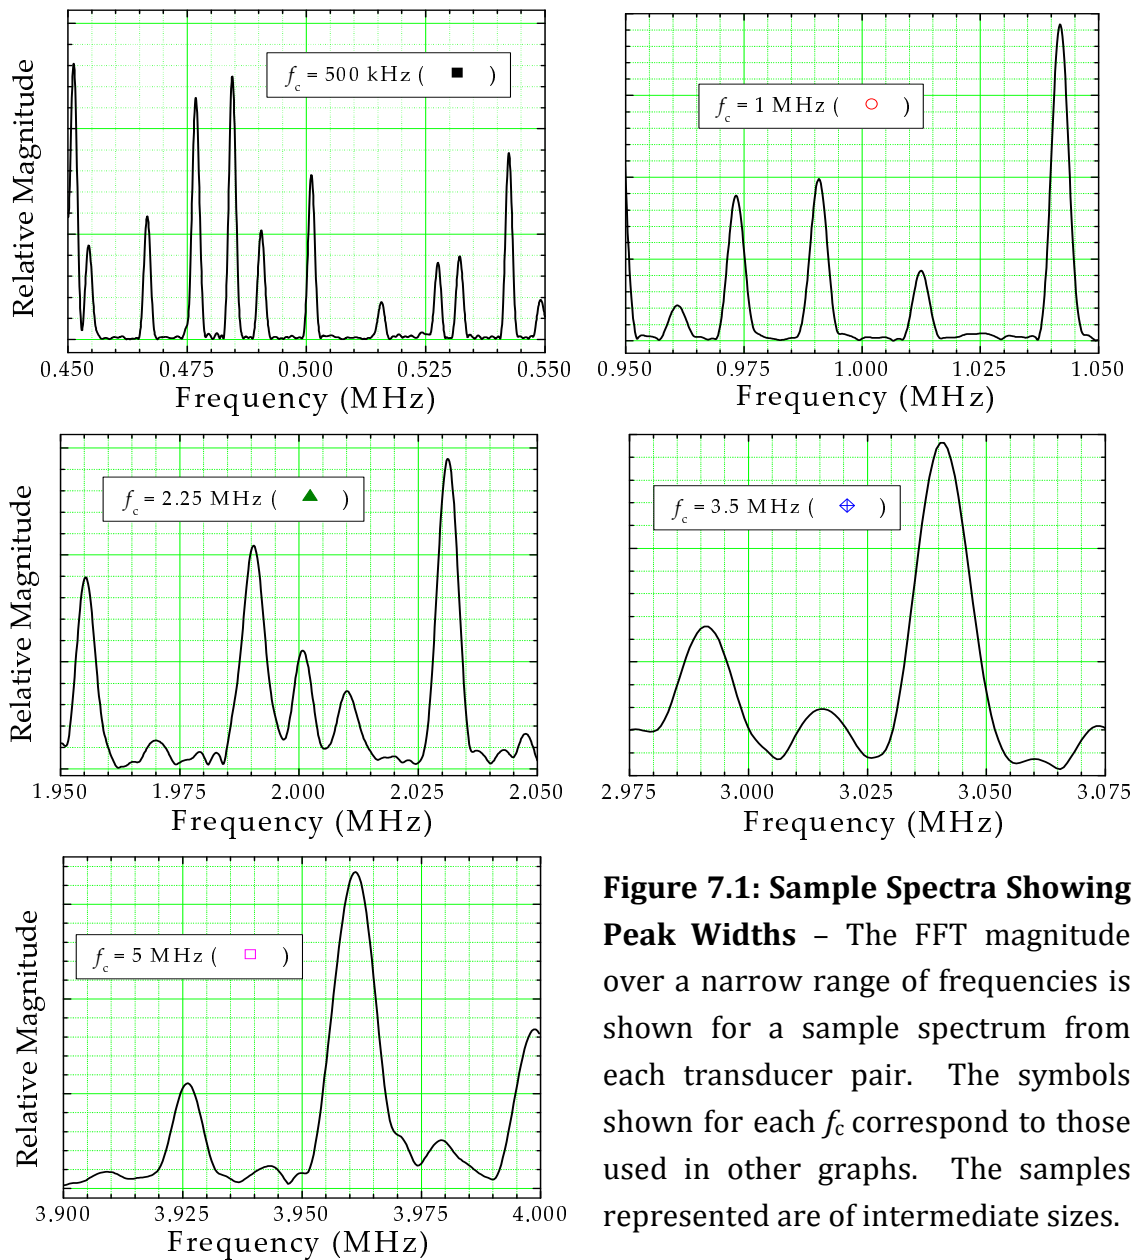 Relative Magnitude
f_c = 500 kHz ( ■ )
0.450 0.475 0.500 0.525 0.550
Frequency (MHz)
f_c = 1 MHz ( ○ )
0.950 0.975 1.000 1.025 1.050
Frequency (MHz)
Relative Magnitude
f_c = 2.25 MHz ( ▲ )
1.950 1.975 2.000 2.025 2.050
Frequency (MHz)
f_c = 3.5 MHz ( )
2.975 3.000 3.025 3.050 3.075
Frequency (MHz)
Relative Magnitude
f_c = 5 MHz ( □ )
3.900 3.925 3.950 3.975 4.000
Frequency (MHz)
Figure 7.1: Sample Spectra Showing
Peak Widths – The FFT magnitude
over a narrow range of frequencies is
shown for a sample spectrum from
each transducer pair. The symbols
shown for each f_c correspond to those
used in other graphs. The samples
represented are of intermediate sizes.